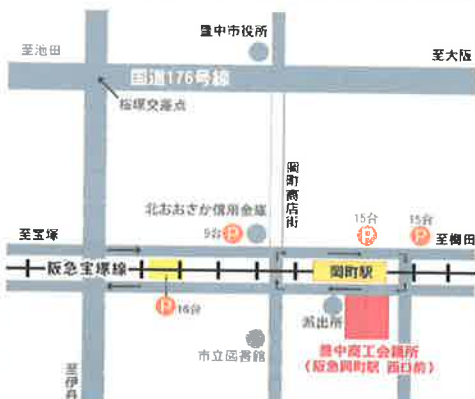 豊中市役所
至池田
至大阪
国道176号線
桜塚交差点
岡町商店街
北おおさか信用金庫
9台
P
15台
P
15台
P
至宝塚
至梅田
阪急宝塚線
岡町駅
P
16台
派出所
市立図書館
豊中商工会議所
(阪急岡町駅 西口前)
至伊丹